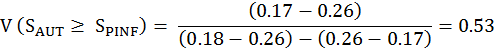 V (S_AUT ≥ S_PINF) = (0.17 − 0.26) / ((0.18 − 0.26) − (0.26 − 0.17)) = 0.53